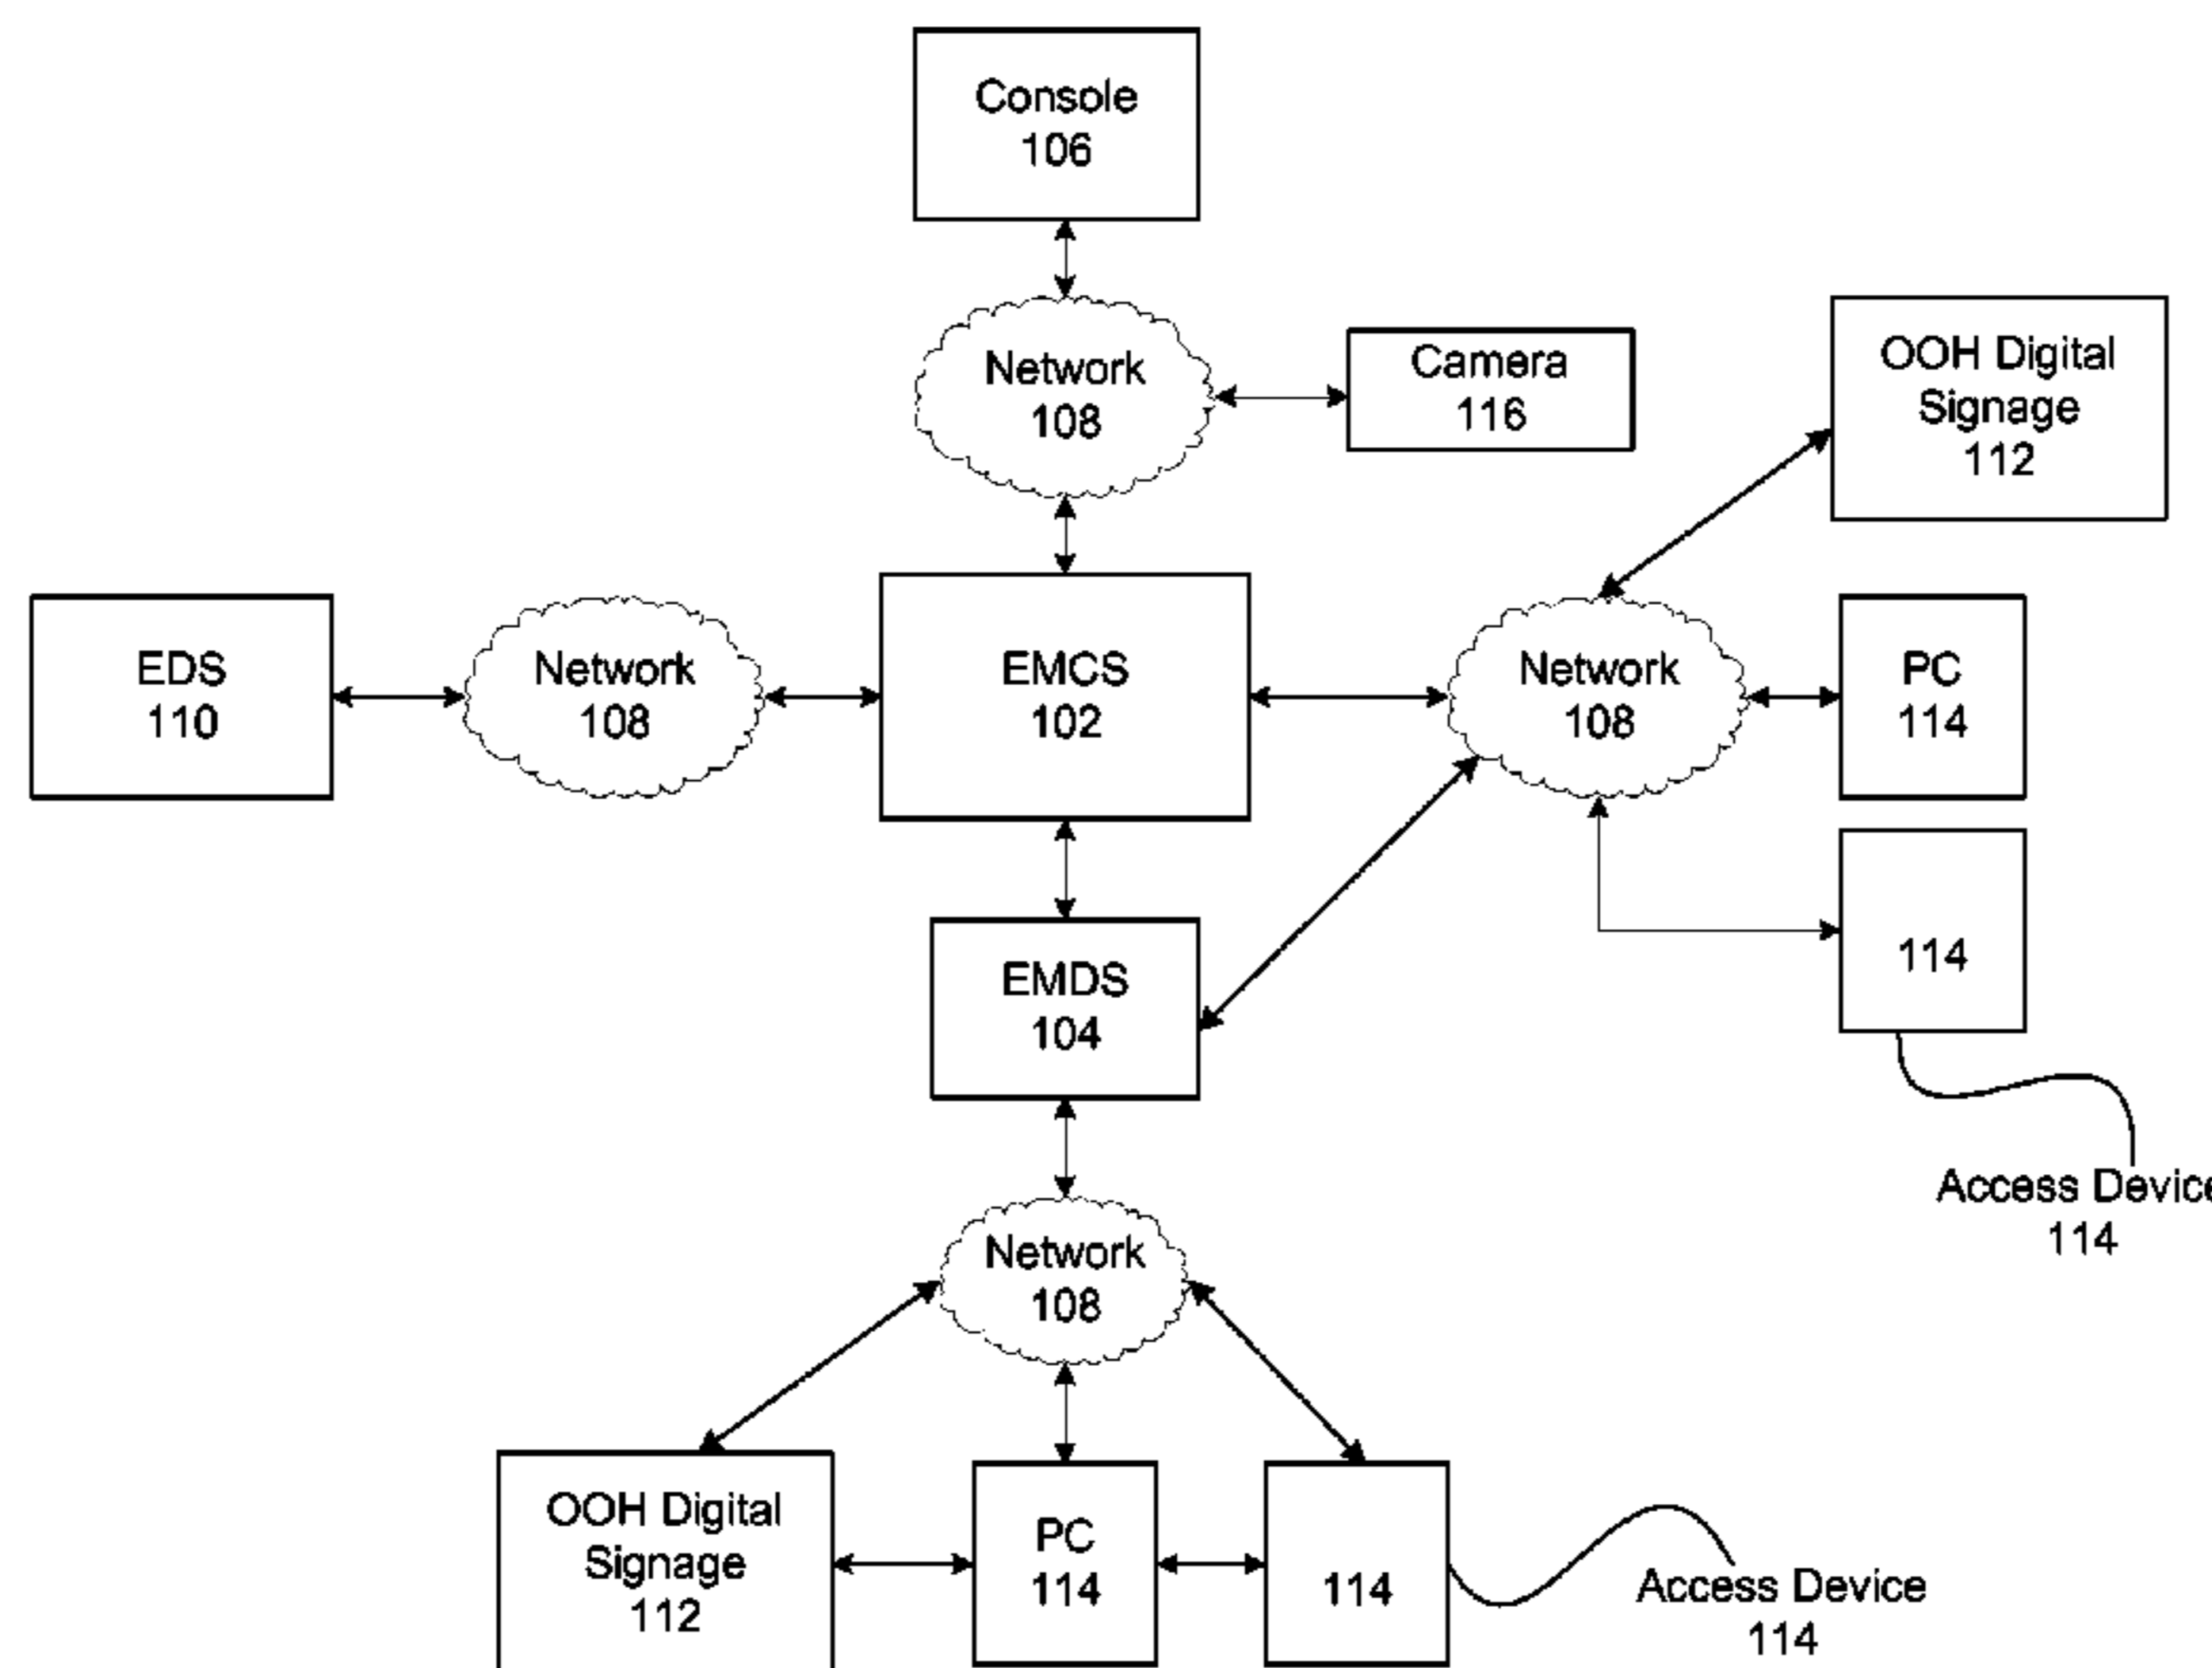 Console
106
Network
108
Camera
116
OOH Digital
Signage
112
EDS
110
Network
108
EMCS
102
Network
108
PC
114
EMDS
104
114
Access Device
114
Network
108
OOH Digital
Signage
112
PC
114
114
Access Device
114